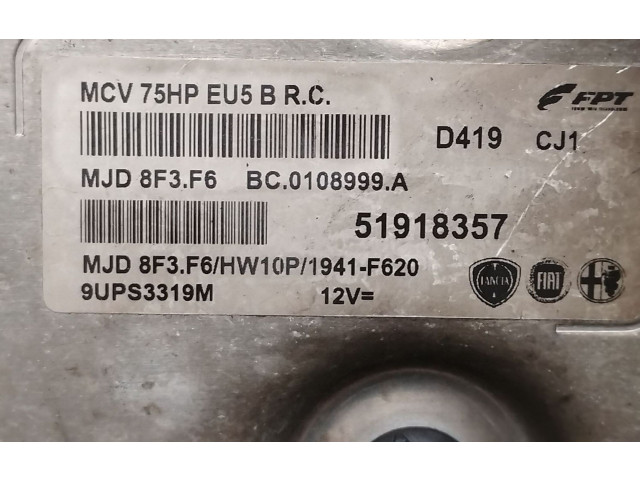 MCV 75HP EU5 B R.C.
FPT
D419 CJ1
MJD 8F3.F6 BC.0108999.A
51918357
MJD 8F3.F6/HW10P/1941-F620
9UPS3319M 12V=
LANCIA FIAT